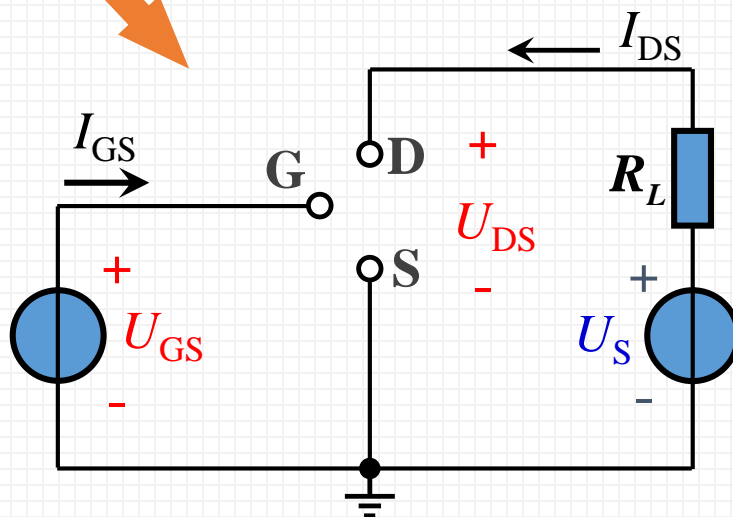 I_DS
I_GS
G
D
+
R_L
U_DS
S
+
-
+
U_GS
U_S
-
-